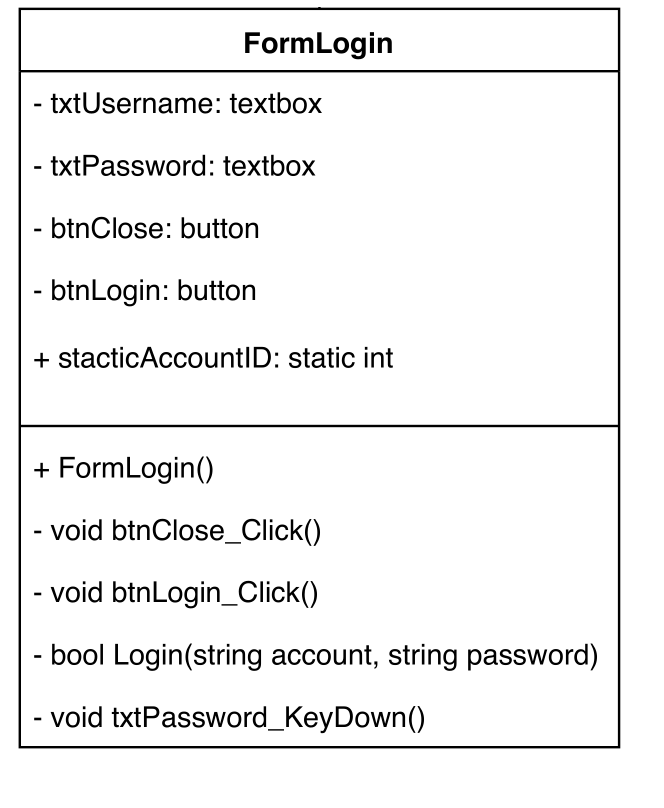 FormLogin
- txtUsername: textbox
- txtPassword: textbox
- btnClose: button
- btnLogin: button
+ stacticAccountID: static int
+ FormLogin()
- void btnClose_Click()
- void btnLogin_Click()
- bool Login(string account, string password)
- void txtPassword_KeyDown()